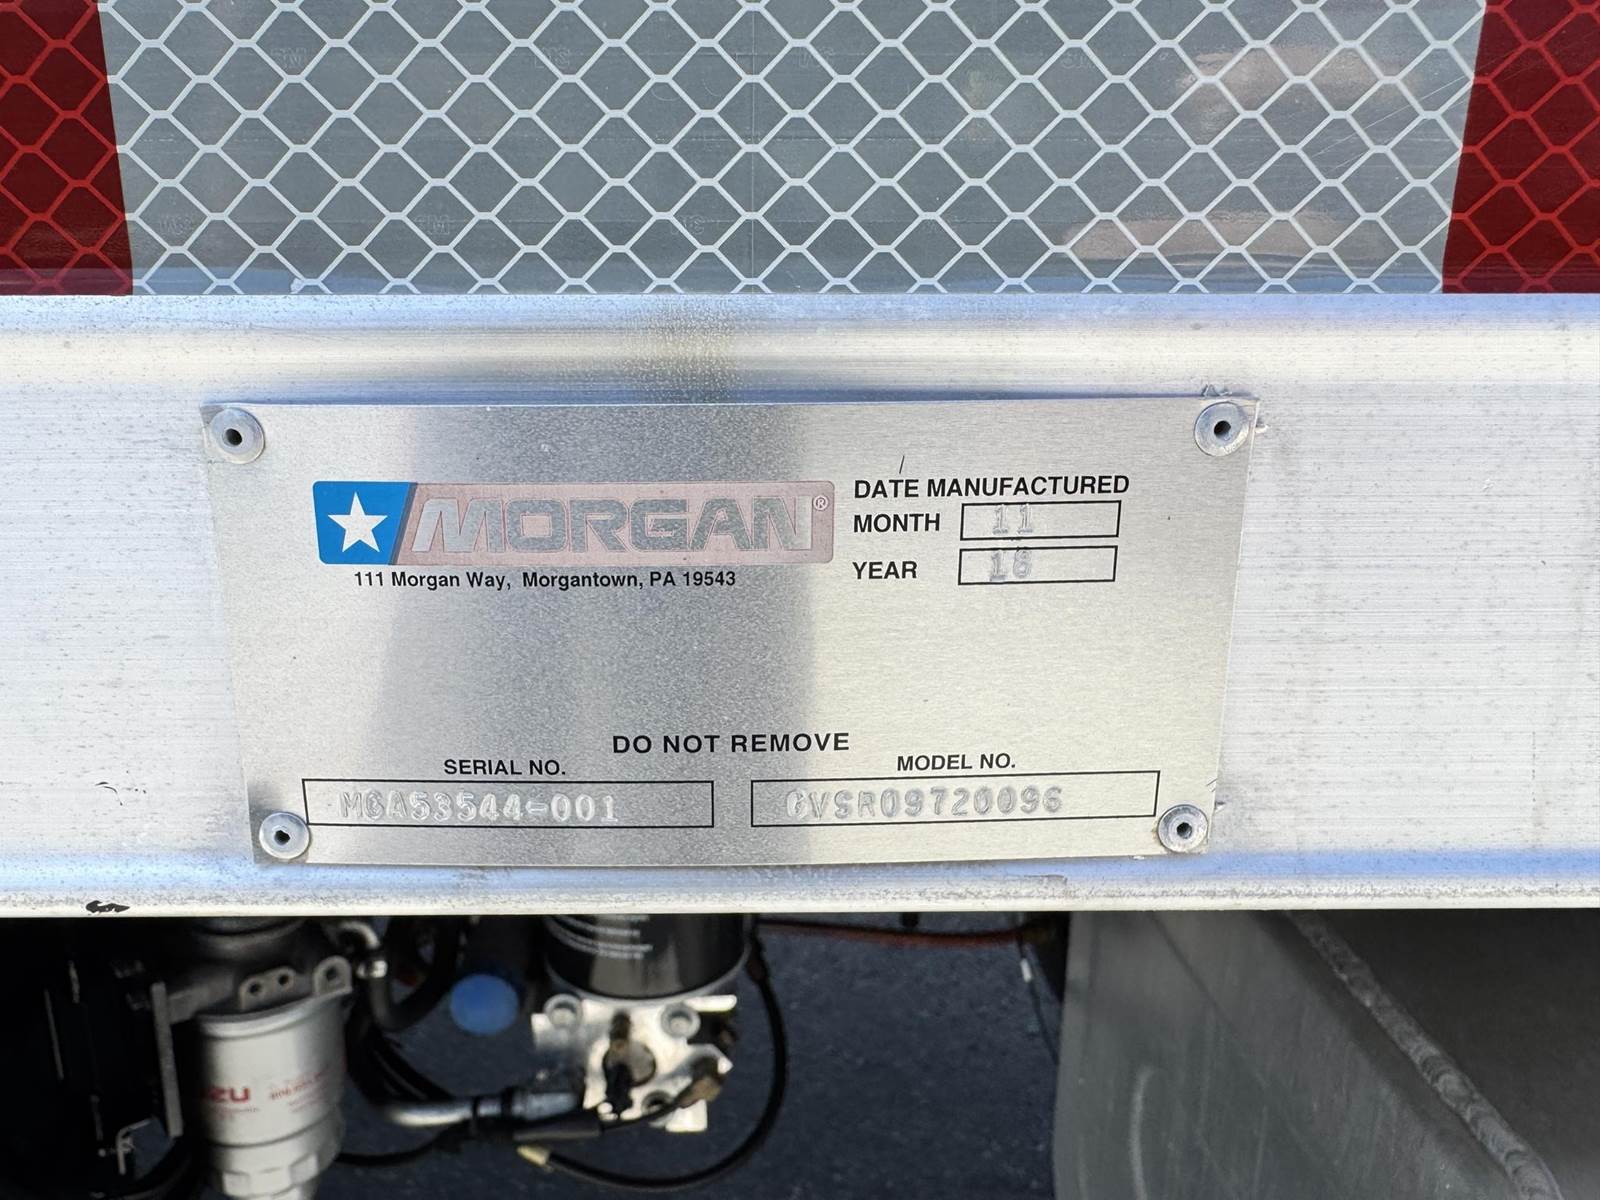 MORGAN®
111 Morgan Way, Morgantown, PA 19543
DATE MANUFACTURED
MONTH 11
YEAR 18
DO NOT REMOVE
SERIAL NO.
MGA53544-001
MODEL NO.
GVSR09720096